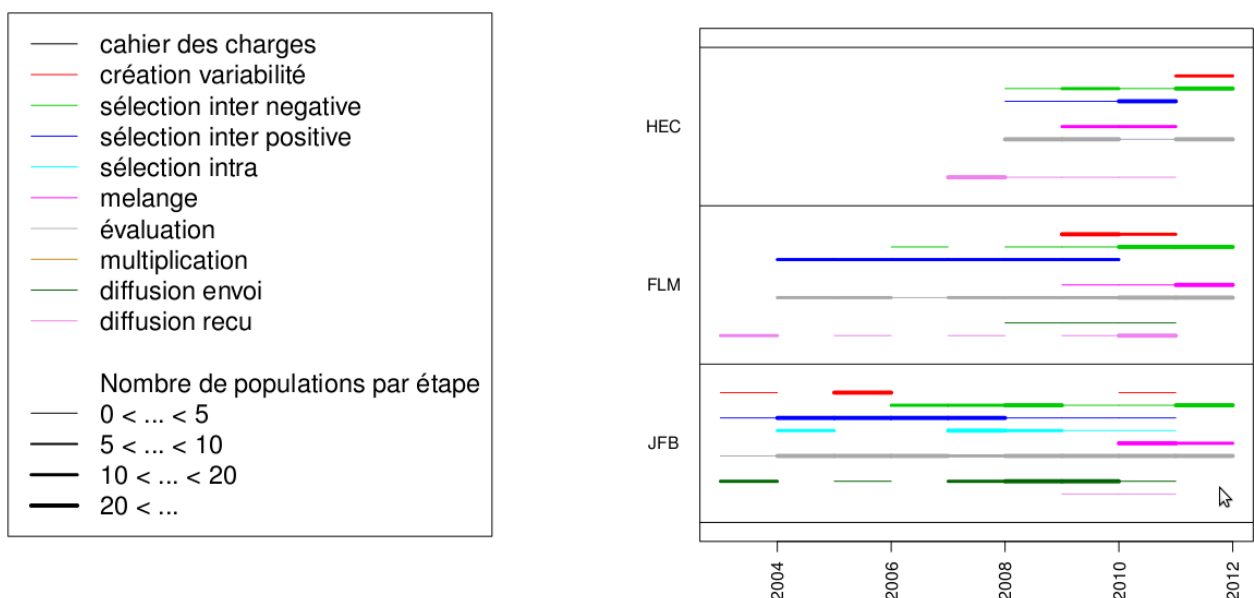 cahier des charges
création variabilité
sélection inter negative
sélection inter positive
sélection intra
melange
évaluation
multiplication
diffusion envoi
diffusion recu
Nombre de populations par étape
0 < ... < 5
5 < ... < 10
10 < ... < 20
20 < ...
HEC
FLM
JFB
2004
2006
2008
2010
2012